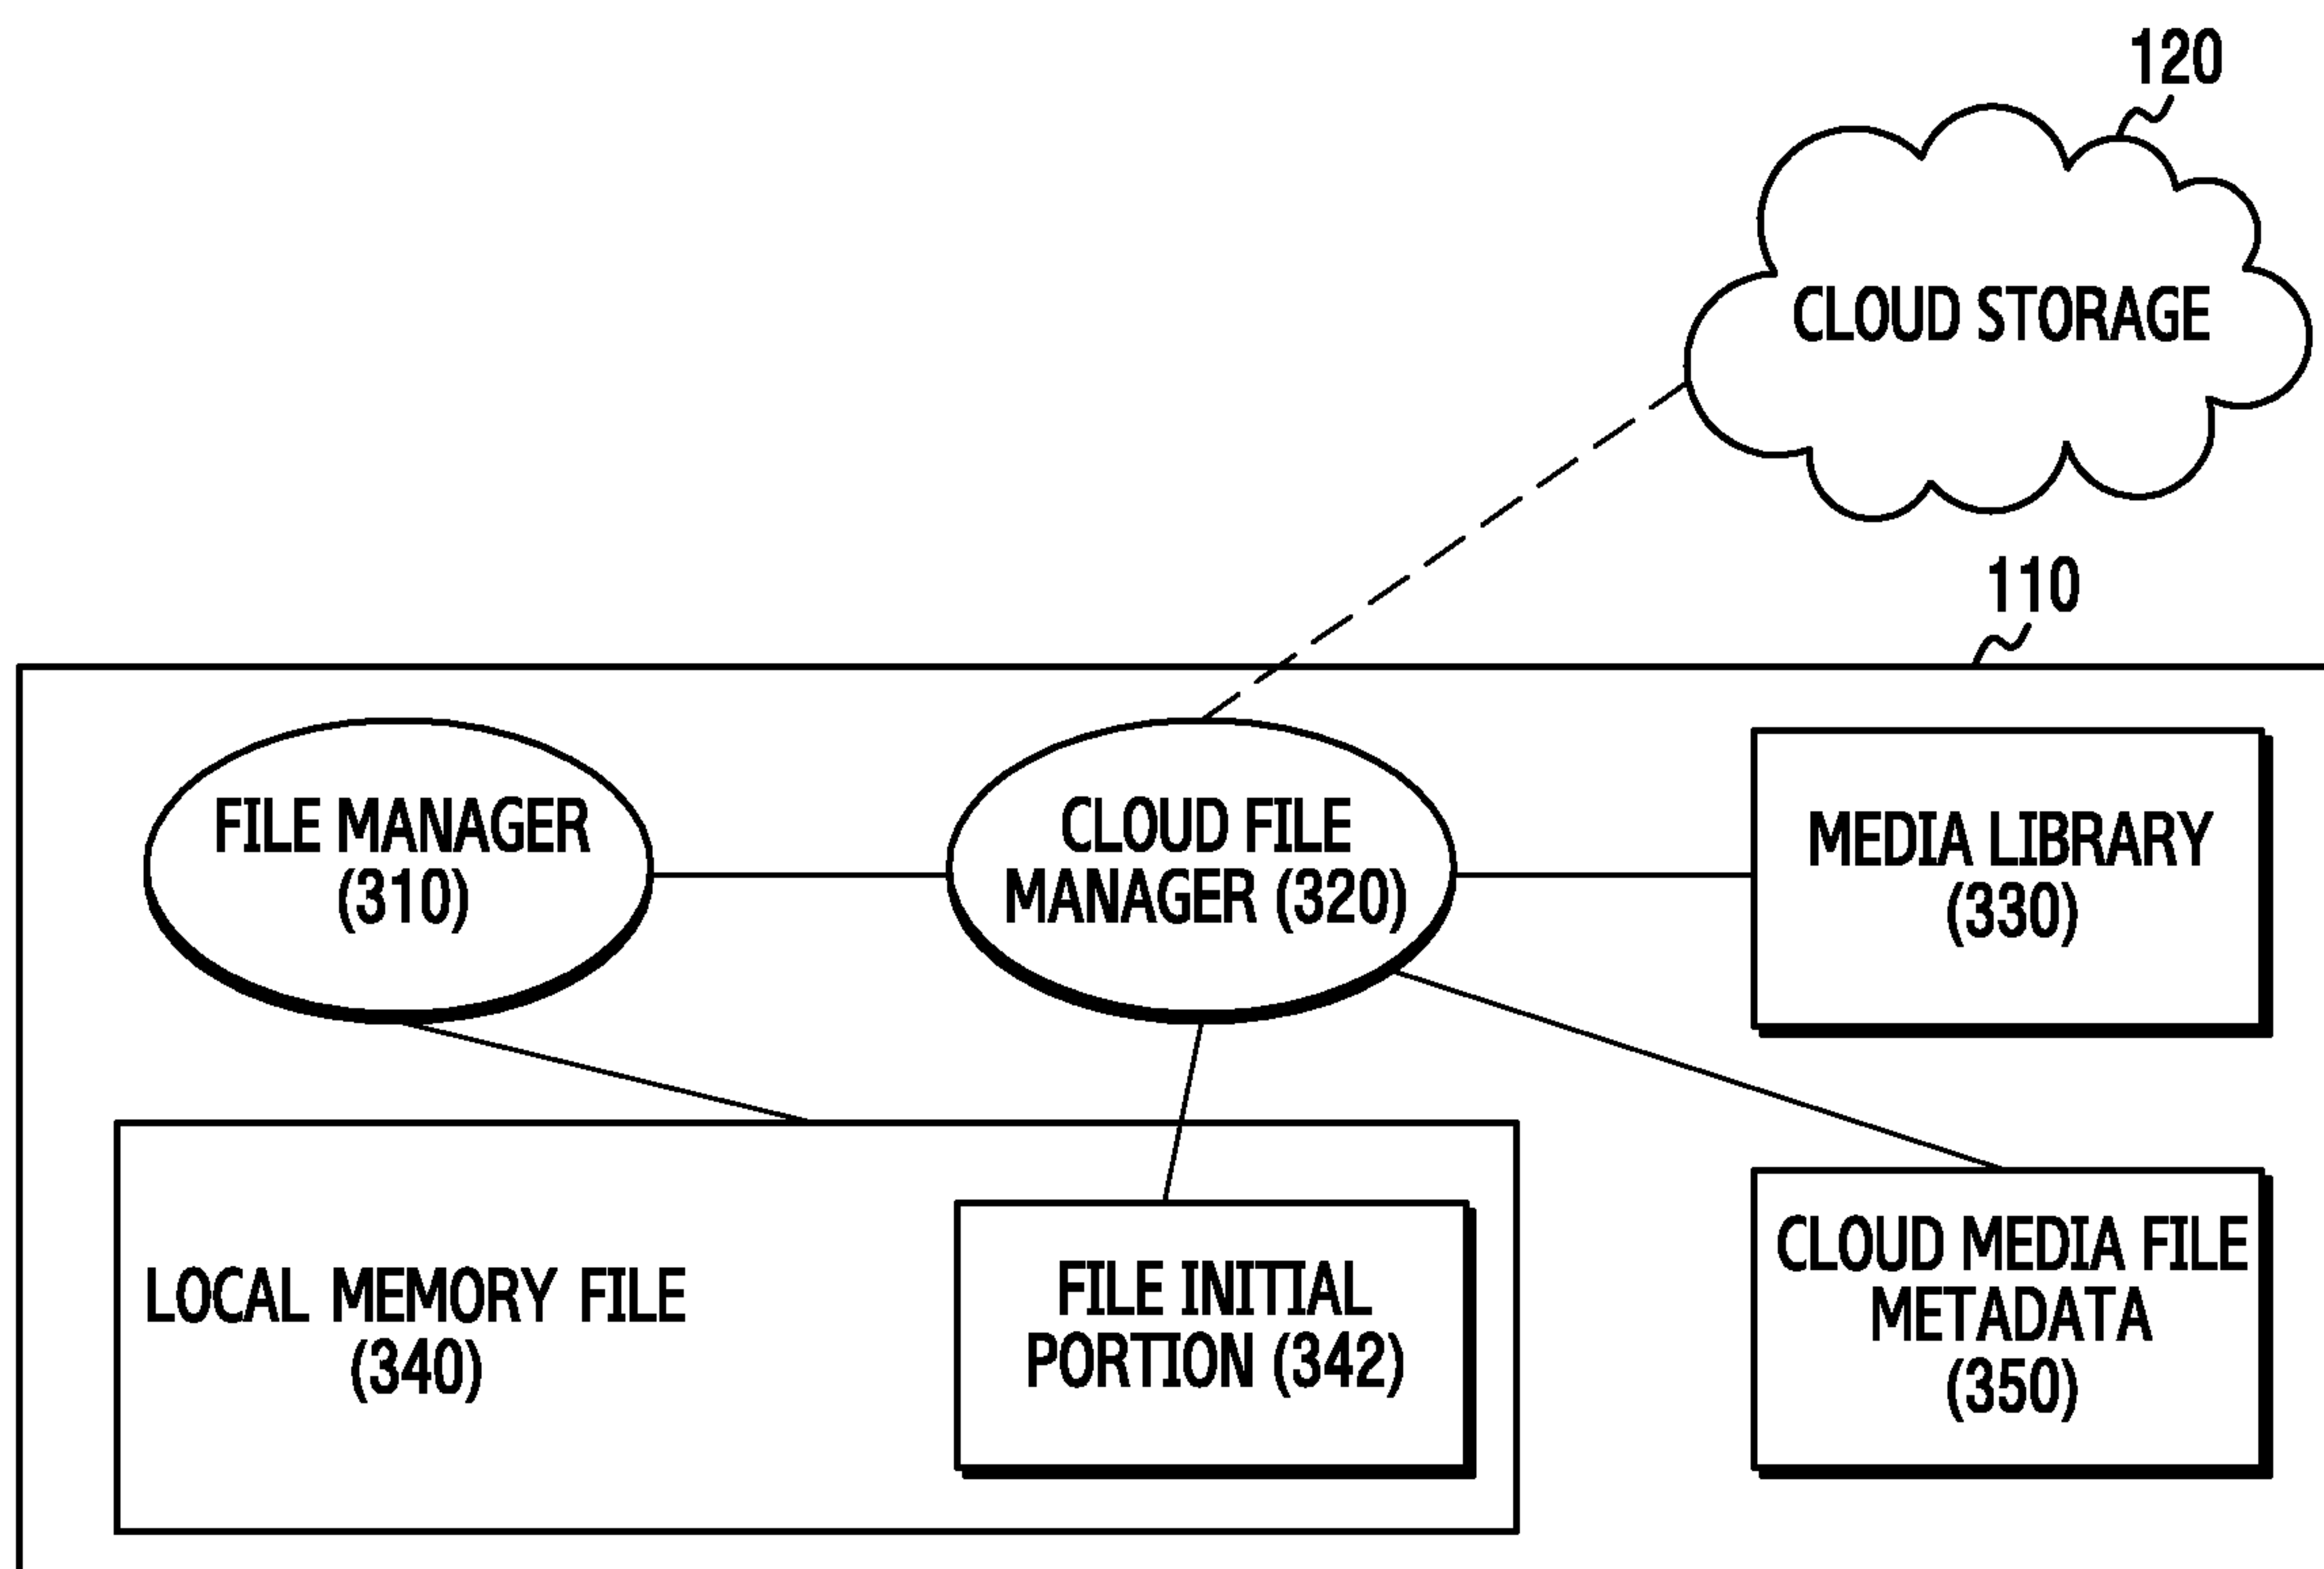 120
CLOUD STORAGE
110
FILE MANAGER
(310)
CLOUD FILE
MANAGER (320)
MEDIA LIBRARY
(330)
LOCAL MEMORY FILE
(340)
FILE INITIAL
PORTION (342)
CLOUD MEDIA FILE
METADATA
(350)